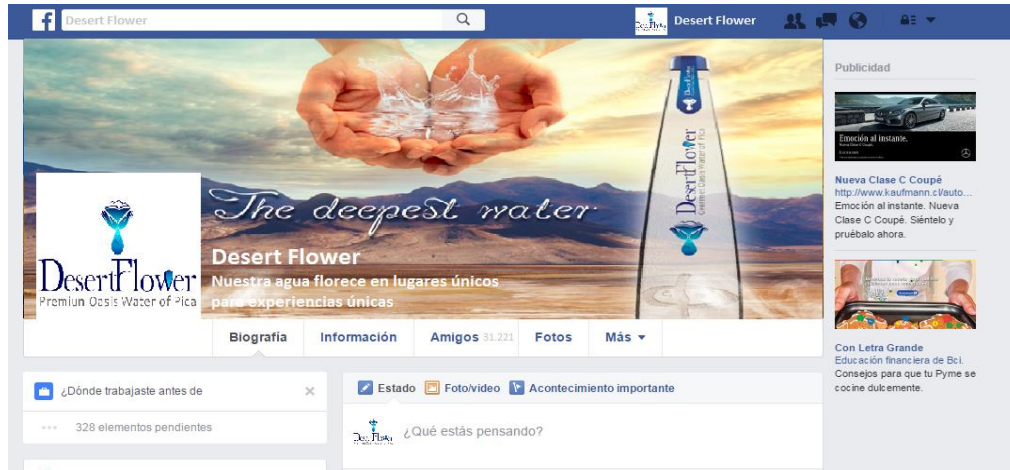 Desert Flower
Desert Flower
Publicidad
DesertFlower
DesertFlower
Gourmet Oasis Water of Pica
The deepest water
DesertFlower
Premiun Oasis Water of Pica
Desert Flower
Nuestra agua florece en lugares únicos
para experiencias únicas
Biografía Información Amigos 31.221 Fotos Más
¿Dónde trabajaste antes de
328 elementos pendientes
Estado Foto/video Acontecimiento importante
¿Qué estás pensando?
Emoción al instante.
Nueva Clase C Coupé
http://www.kaufmann.cl/auto...
Emoción al instante. Nueva
Clase C Coupé. Siéntelo y
pruébalo ahora.
Con Letra Grande
Educación financiera de Bci.
Consejos para que tu Pyme se
cocine dulcemente.